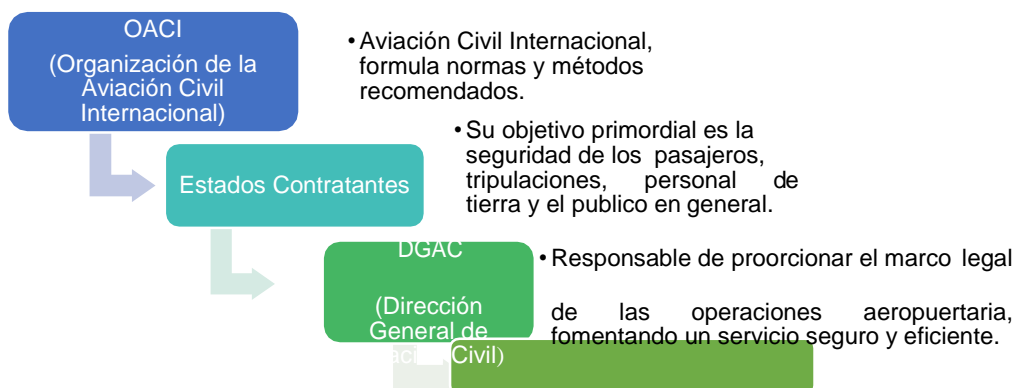 OACI
(Organización de la
Aviación Civil
Internacional)
• Aviación Civil Internacional,
formula normas y métodos
recomendados.
Estados Contratantes
• Su objetivo primordial es la
seguridad de los pasajeros,
tripulaciones, personal de
tierra y el publico en general.
DGAC
(Dirección
General de
Civil)
• Responsable de proorcionar el marco legal
de las operaciones aeropuertaria,
fomentando un servicio seguro y eficiente.